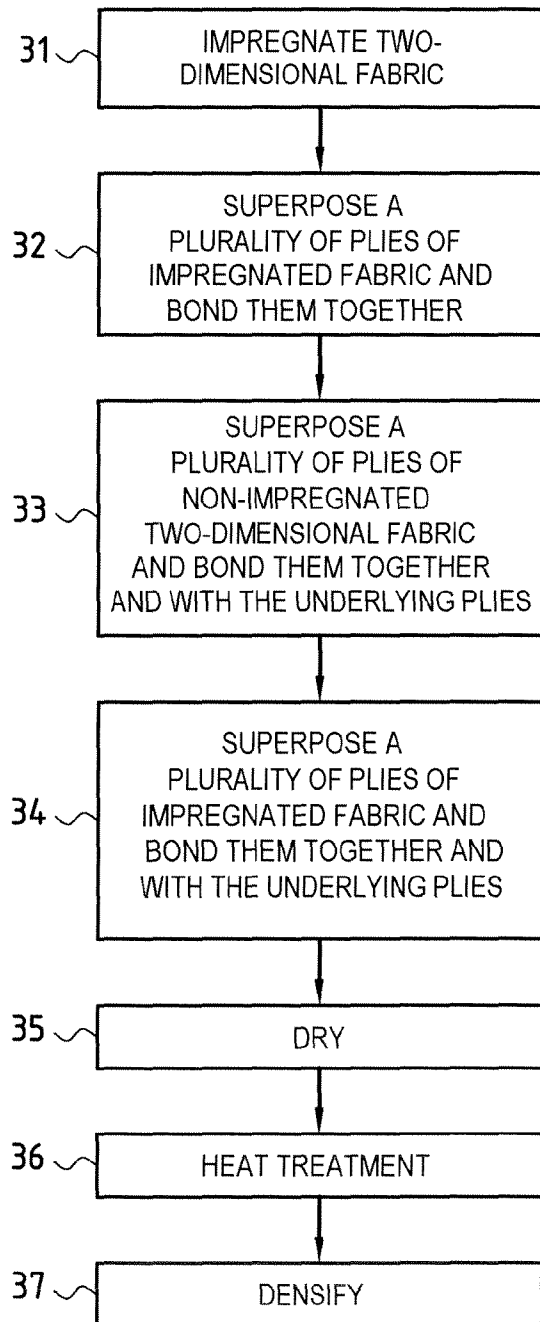 31
IMPREGNATE TWO-
DIMENSIONAL FABRIC
32
SUPERPOSE A
PLURALITY OF PLIES OF
IMPREGNATED FABRIC AND
BOND THEM TOGETHER
33
SUPERPOSE A
PLURALITY OF PLIES OF
NON-IMPREGNATED
TWO-DIMENSIONAL FABRIC
AND BOND THEM TOGETHER
AND WITH THE UNDERLYING PLIES
34
SUPERPOSE A
PLURALITY OF PLIES OF
IMPREGNATED FABRIC AND
BOND THEM TOGETHER AND
WITH THE UNDERLYING PLIES
35
DRY
36
HEAT TREATMENT
37
DENSIFY